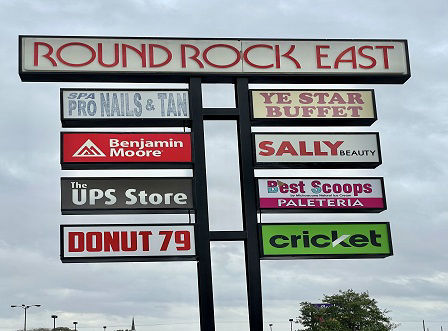 ROUND ROCK EAST
SPA
PRO NAILS & TAN
YE STAR
BUFFET
Benjamin
Moore
SALLY BEAUTY
The
UPS Store
Best Scoops
PALETERIA
DONUT 79
cricket